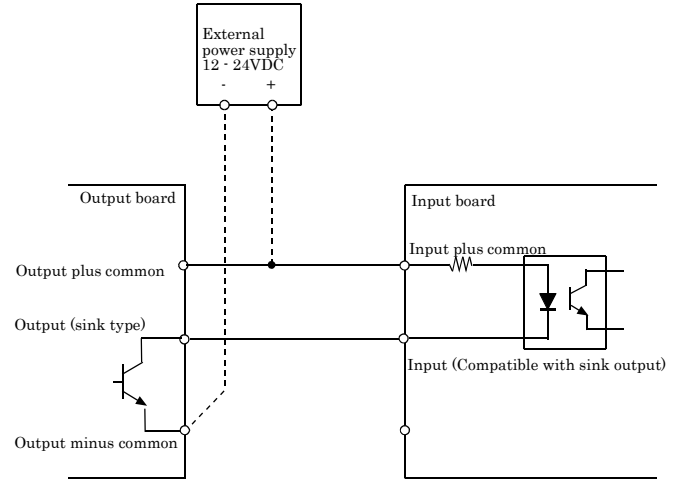 External
power supply
12 - 24VDC
- +
Output board
Input board
Input plus common
Output plus common
Output (sink type)
Input (Compatible with sink output)
Output minus common